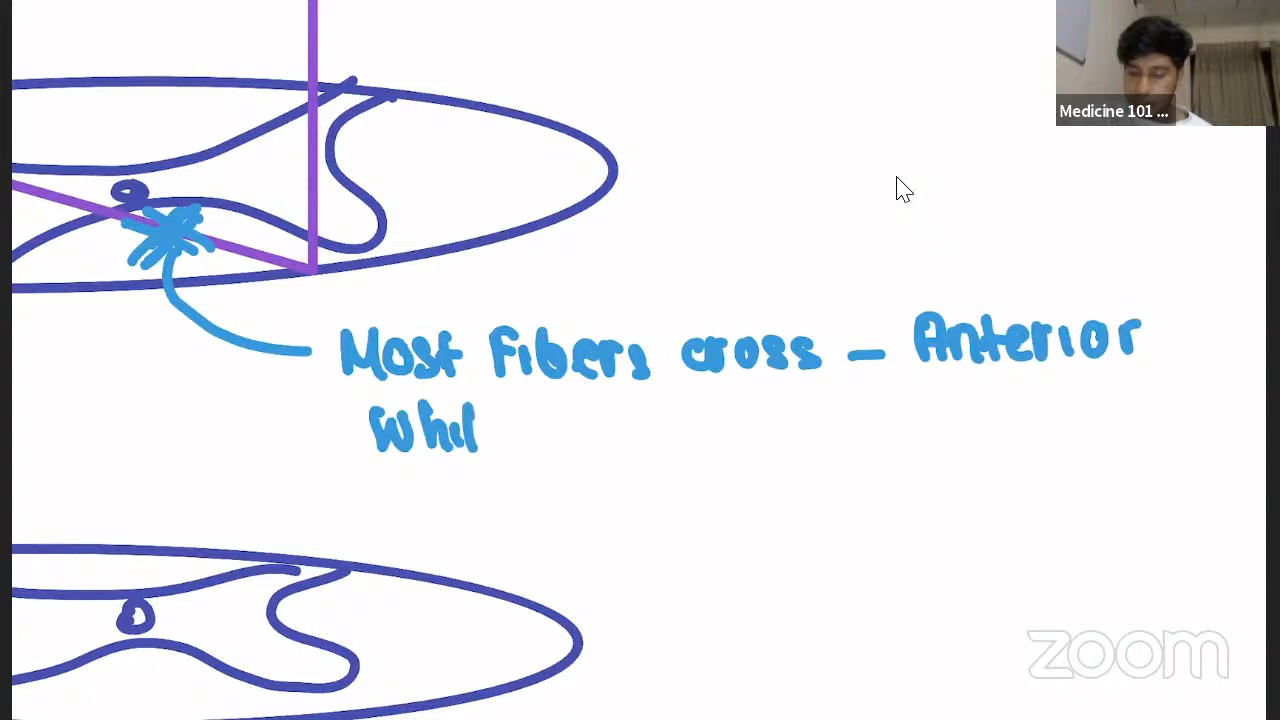 Medicine 101 ...
Most Fibers cross – Anterior
Whi
zoom